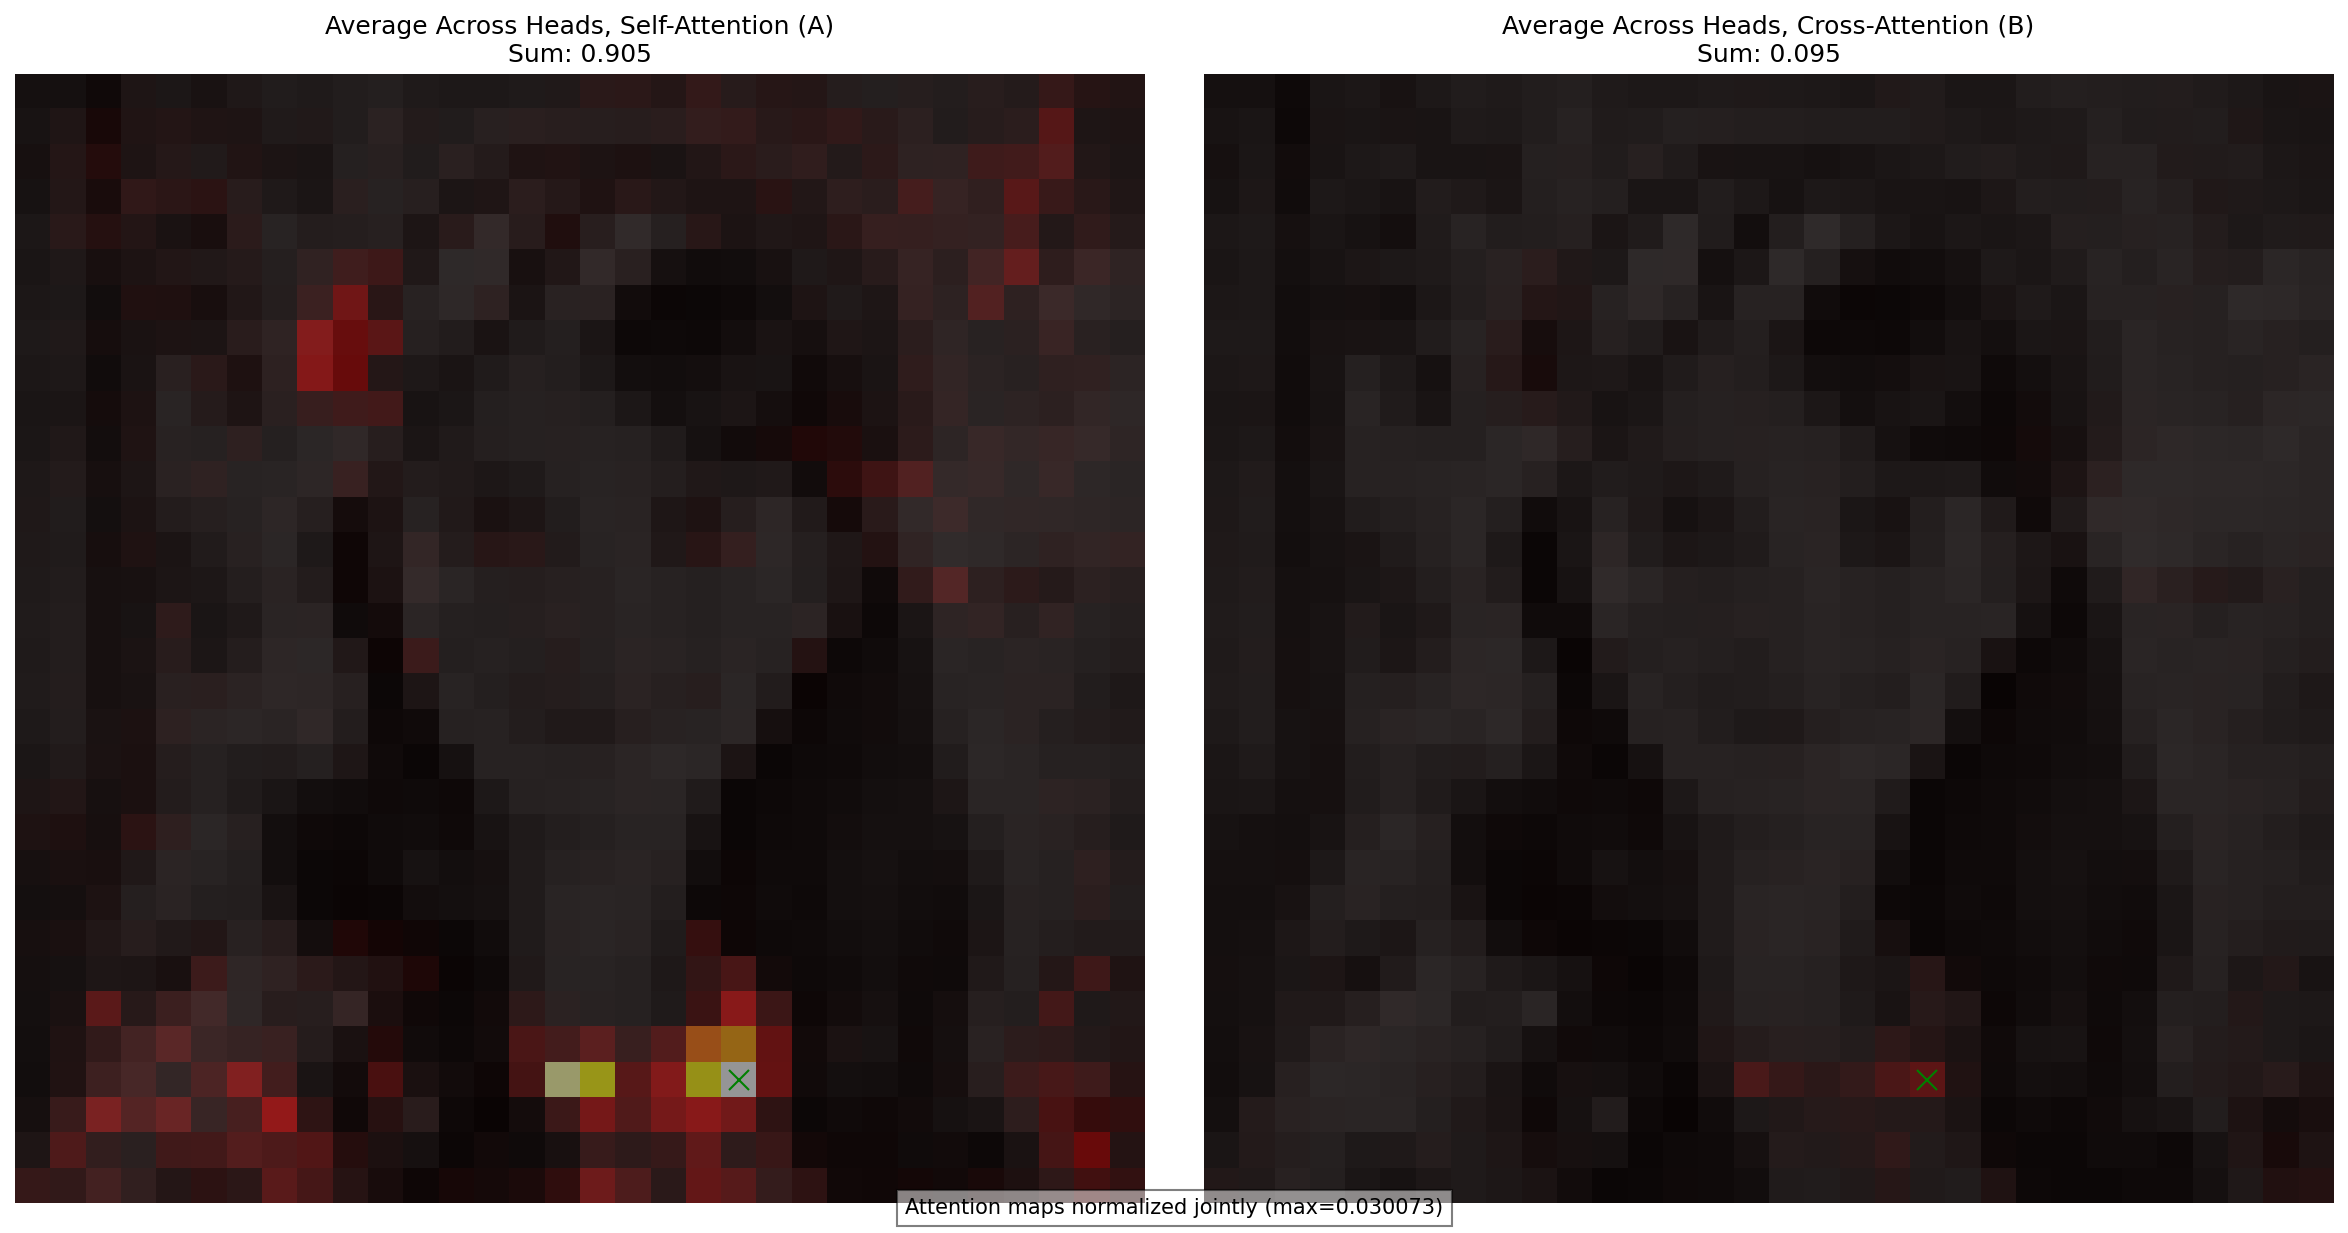 Average Across Heads, Self-Attention (A)
Sum: 0.905
Average Across Heads, Cross-Attention (B)
Sum: 0.095
Attention maps normalized jointly (max=0.030073)